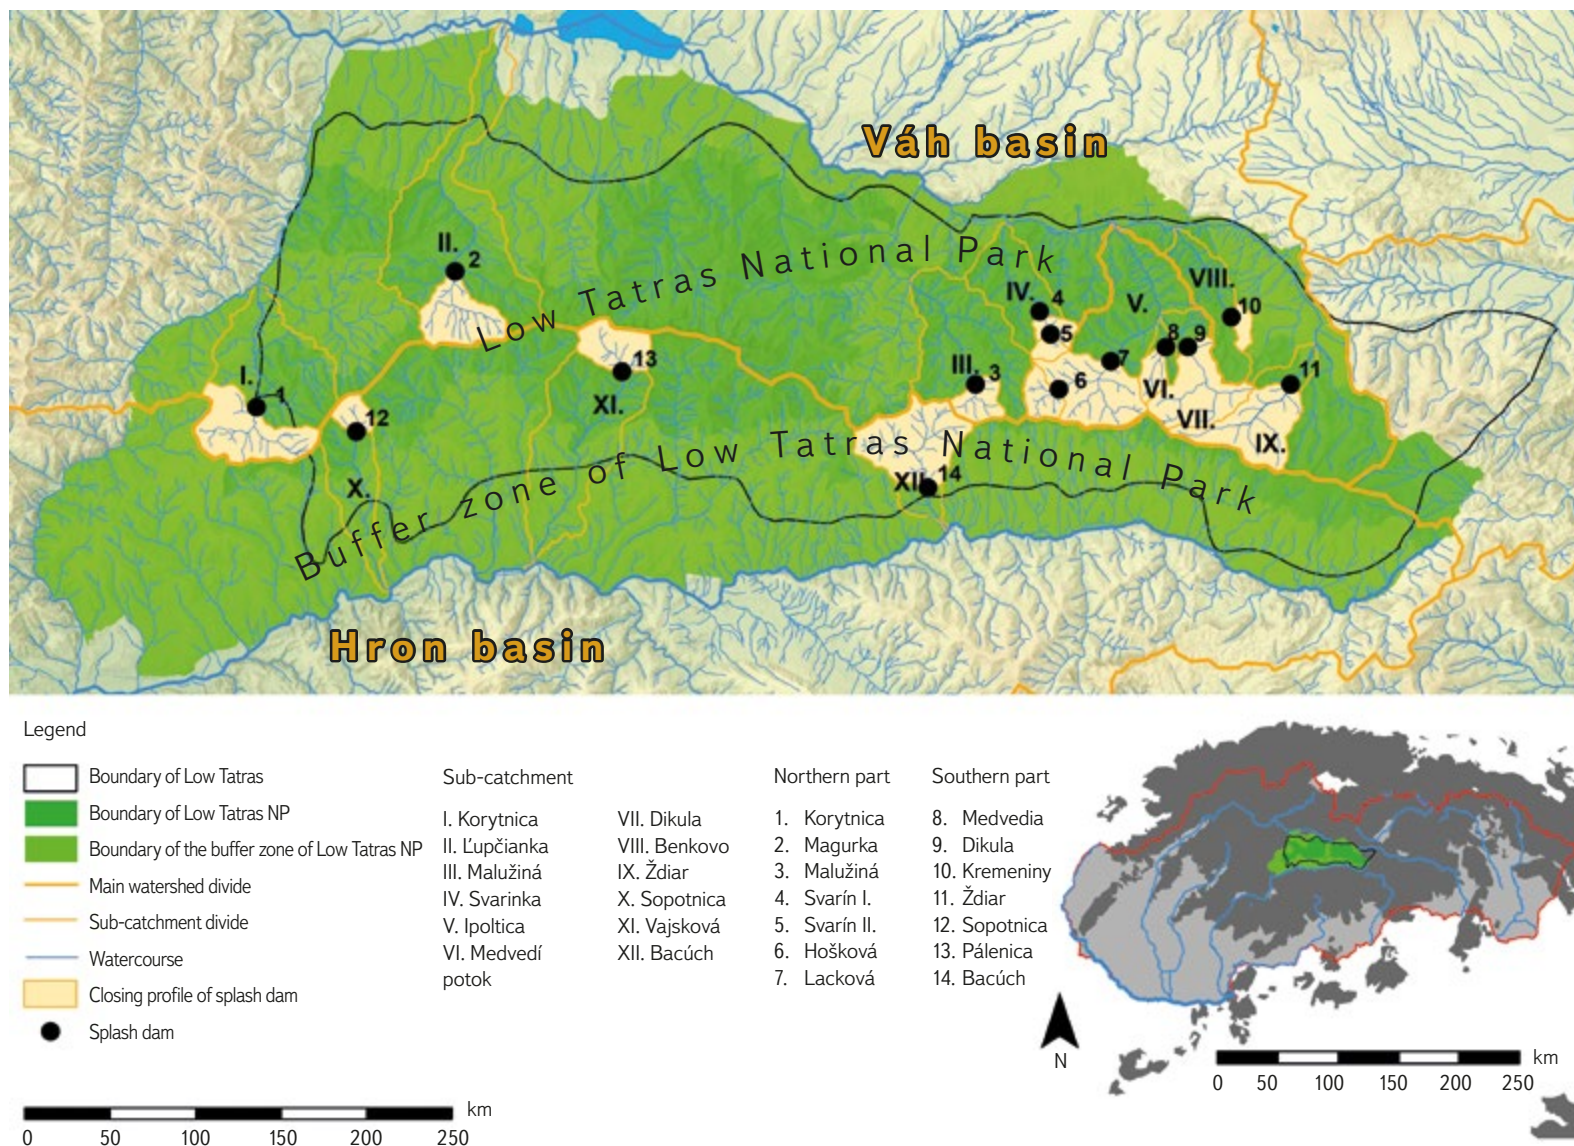 Váh basin
II.
2
Low Tatras National Park
VIII.
IV.
4
V.
10
5
8
9
I.
1
13
III.
3
7
11
6
VI.
12
XI.
VII.
IX.
X.
XII.
14
Buffer zone of Low Tatras National Park
Hron basin
Legend
Boundary of Low Tatras
Boundary of Low Tatras NP
Boundary of the buffer zone of Low Tatras NP
Main watershed divide
Sub-catchment divide
Watercourse
Closing profile of splash dam
Splash dam
km
0 50 100 150 200 250
Sub-catchment
I. Korytnica
II. Ľupčianka
III. Malužiná
IV. Svarinka
V. Ipoltica
VI. Medvedí
potok
VII. Dikula
VIII. Benkovo
IX. Ždiar
X. Sopotnica
XI. Vajsková
XII. Bacúch
Northern part
1. Korytnica
2. Magurka
3. Malužiná
4. Svarín I.
5. Svarín II.
6. Hošková
7. Lacková
Southern part
8. Medvedia
9. Dikula
10. Kremeniny
11. Ždiar
12. Sopotnica
13. Pálenica
14. Bacúch
N
km
0 50 100 150 200 250